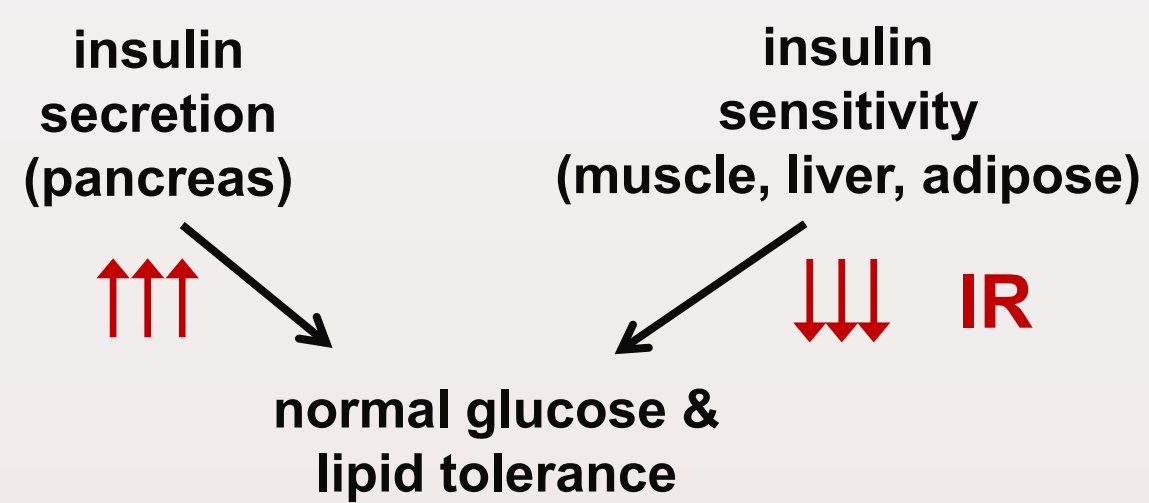 insulin
secretion
(pancreas)
insulin
sensitivity
(muscle, liver, adipose)
IR
normal glucose &
lipid tolerance